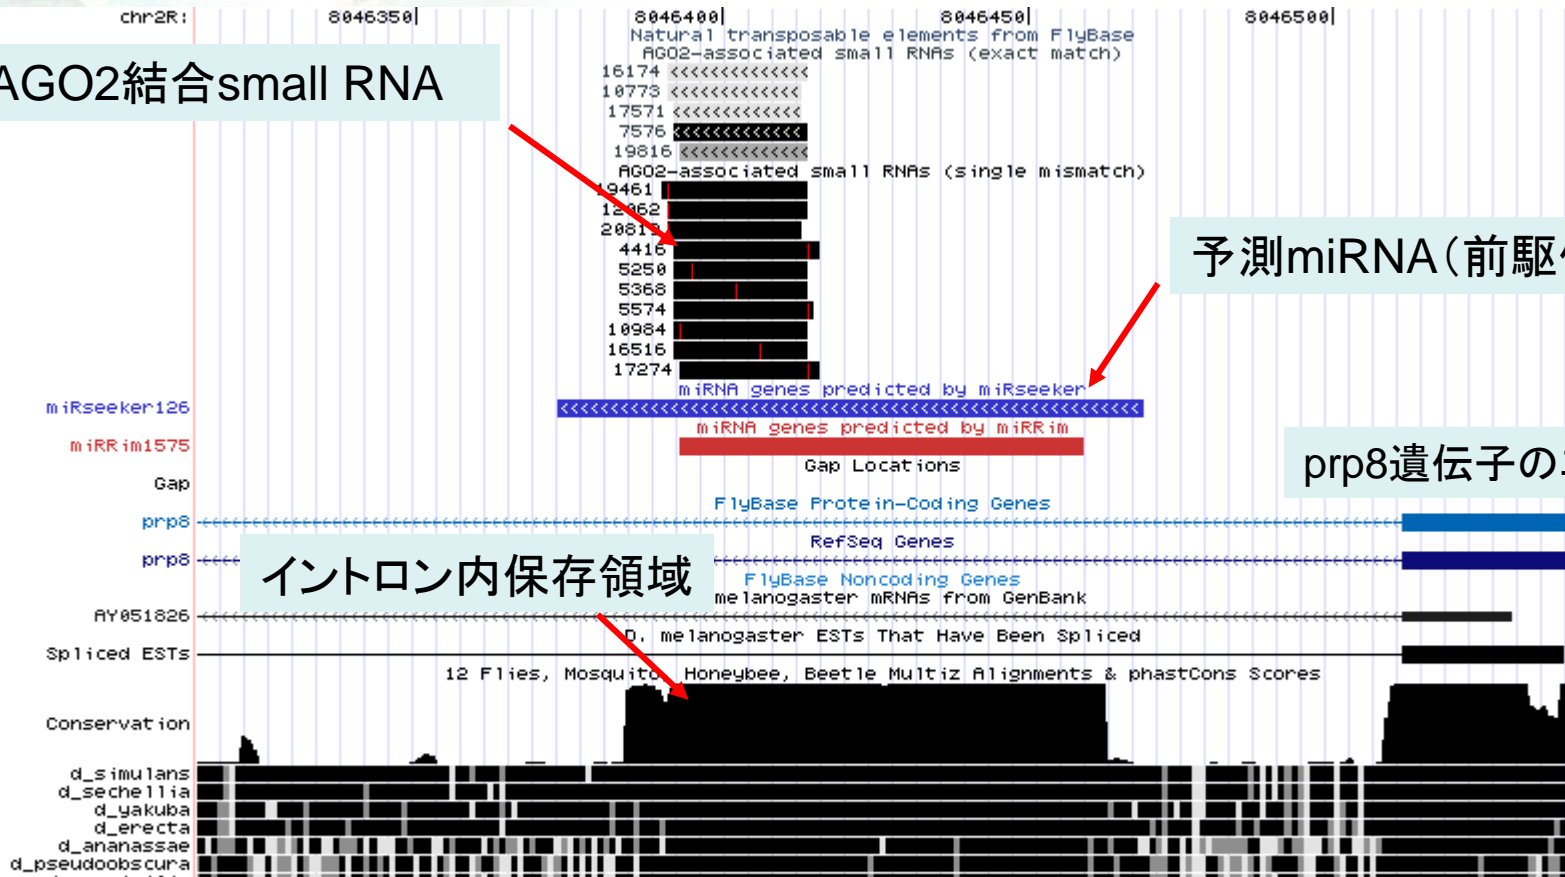 chr2R: 8046350| 8046400| 8046450| 8046500|
Natural transposable elements from FlyBase
AGO2-associated small RNAs (exact match)
AGO2結合small RNA
16174
10773
17571
7576
19816
AGO2-associated small RNAs (single mismatch)
19461
12062
20819
4416
5250
5368
5574
10984
16516
17274
予測miRNA（前駆
miRNA genes predicted by miRseeker
miRseeker126
miRNA genes predicted by miRRim
miRRim1575
Gap Locations
Gap
prp8遺伝子の
FlyBase Protein-Coding Genes
prp8
RefSeq Genes
prp8
イントロン内保存領域
FlyBase Noncoding Genes
melanogaster mRNAs from GenBank
AY051826
D. melanogaster ESTs That Have Been Spliced
Spliced ESTs
12 Flies, Mosquito, Honeybee, Beetle Multiz Alignments & phastCons Scores
Conservation
d_simulans
d_sechellia
d_yakuba
d_erecta
d_ananassae
d_pseudoobscura